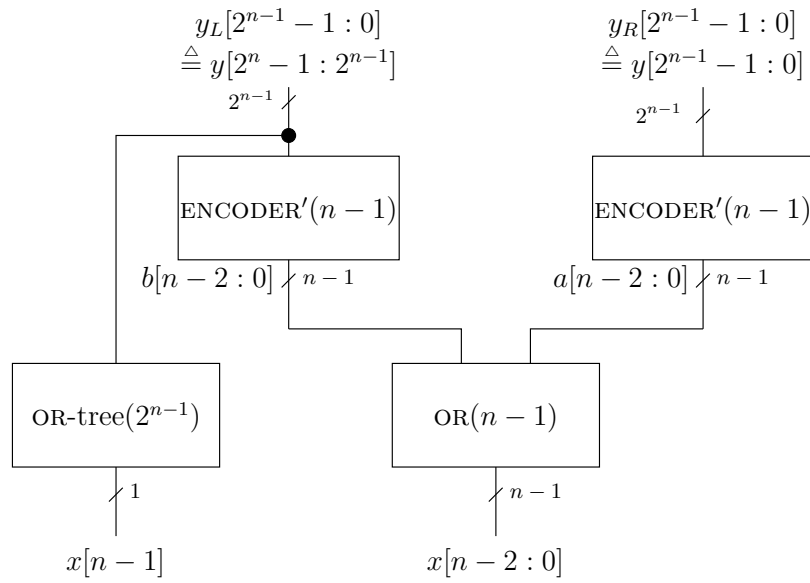 y_L[2^{n-1} - 1 : 0]
≜ y[2^n - 1 : 2^{n-1}]
y_R[2^{n-1} - 1 : 0]
≜ y[2^{n-1} - 1 : 0]
2^{n-1}
2^{n-1}
ENCODER′(n − 1)
ENCODER′(n − 1)
b[n − 2 : 0]
n − 1
a[n − 2 : 0]
n − 1
OR-tree(2^{n-1})
OR(n − 1)
1
n − 1
x[n − 1]
x[n − 2 : 0]